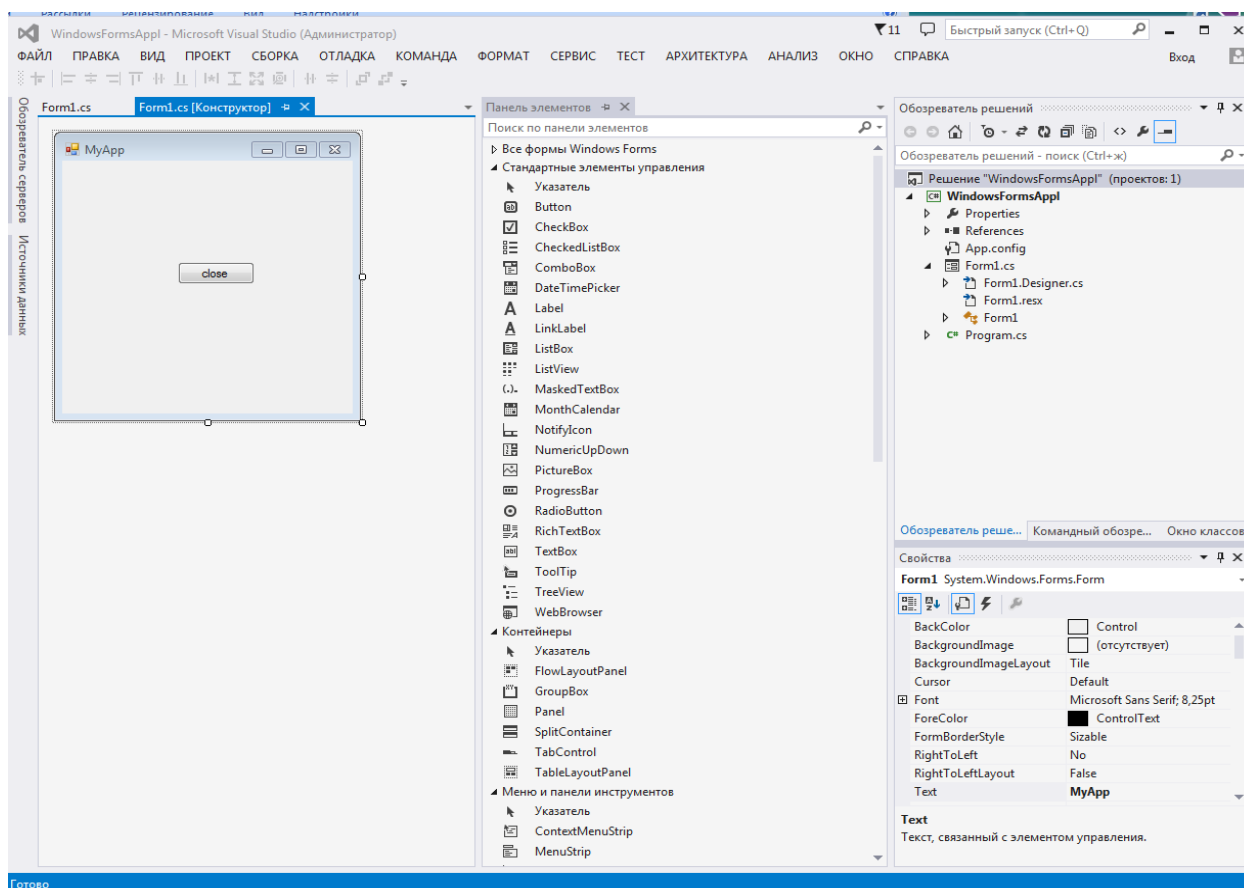 Рассылки Рецензирование Вид Надстройки
WindowsFormsAppl - Microsoft Visual Studio (Администратор)
11
Быстрый запуск (Ctrl+Q)
ФАЙЛ ПРАВКА ВИД ПРОЕКТ СБОРКА ОТЛАДКА КОМАНДА ФОРМАТ СЕРВИС ТЕСТ АРХИТЕКТУРА АНАЛИЗ ОКНО СПРАВКА
Вход
Обозреватель серверов
Источники данных
Form1.cs
Form1.cs [Конструктор]
MyApp
close
Панель элементов
Поиск по панели элементов
Все формы Windows Forms
Стандартные элементы управления
Указатель
Button
CheckBox
CheckedListBox
ComboBox
DateTimePicker
Label
LinkLabel
ListBox
ListView
MaskedTextBox
MonthCalendar
NotifyIcon
NumericUpDown
PictureBox
ProgressBar
RadioButton
RichTextBox
TextBox
ToolTip
TreeView
WebBrowser
Контейнеры
Указатель
FlowLayoutPanel
GroupBox
Panel
SplitContainer
TabControl
TableLayoutPanel
Меню и панели инструментов
Указатель
ContextMenuStrip
MenuStrip
Обозреватель решений
Обозреватель решений - поиск (Ctrl+ж)
Решение "WindowsFormsAppl" (проектов: 1)
WindowsFormsAppl
Properties
References
App.config
Form1.cs
Form1.Designer.cs
Form1.resx
Form1
Program.cs
Обозреватель реше... Командный обозре... Окно классов
Свойства
Form1 System.Windows.Forms.Form
BackColor Control
BackgroundImage (отсутствует)
BackgroundImageLayout Tile
Cursor Default
Font Microsoft Sans Serif; 8,25pt
ForeColor ControlText
FormBorderStyle Sizable
RightToLeft No
RightToLeftLayout False
Text MyApp
Text
Текст, связанный с элементом управления.
Готово